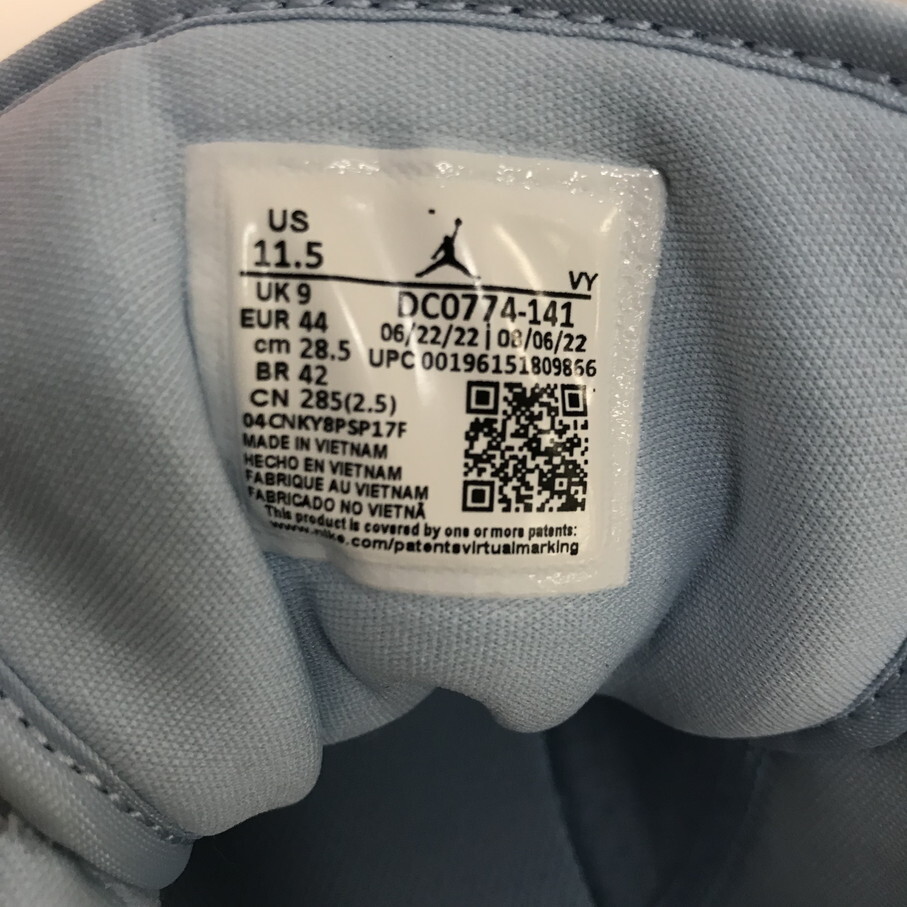 US
11.5
VY
UK 9
DC0774-141
EUR 44
06/22/22 | 08/06/22
cm 28.5
UPC 00196151809866
BR 42
CN 285(2.5)
04CNKY8PSP17F
MADE IN VIETNAM
HECHO EN VIETNAM
FABRIQUE AU VIETNAM
FABRICADO NO VIETNÃ
This product is covered by one or more patents:
www.nike.com/patentsvirtualmarking